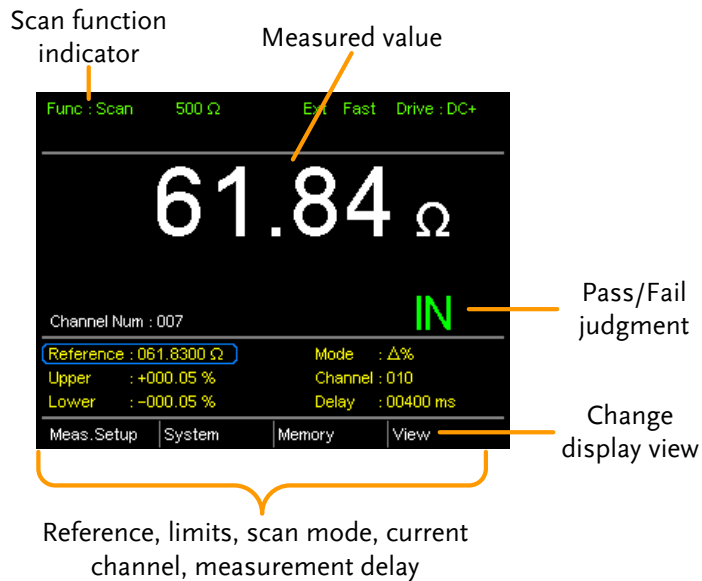 Scan function
indicator
Measured value
Func : Scan 500 Ω Ext Fast Drive : DC+
61.84 Ω
IN
Channel Num : 007
Pass/Fail
judgment
Reference : 061.8300 Ω Mode : Δ%
Upper : +000.05 % Channel : 010
Lower : −000.05 % Delay : 00400 ms
Meas.Setup System Memory View
Change
display view
Reference, limits, scan mode, current
channel, measurement delay